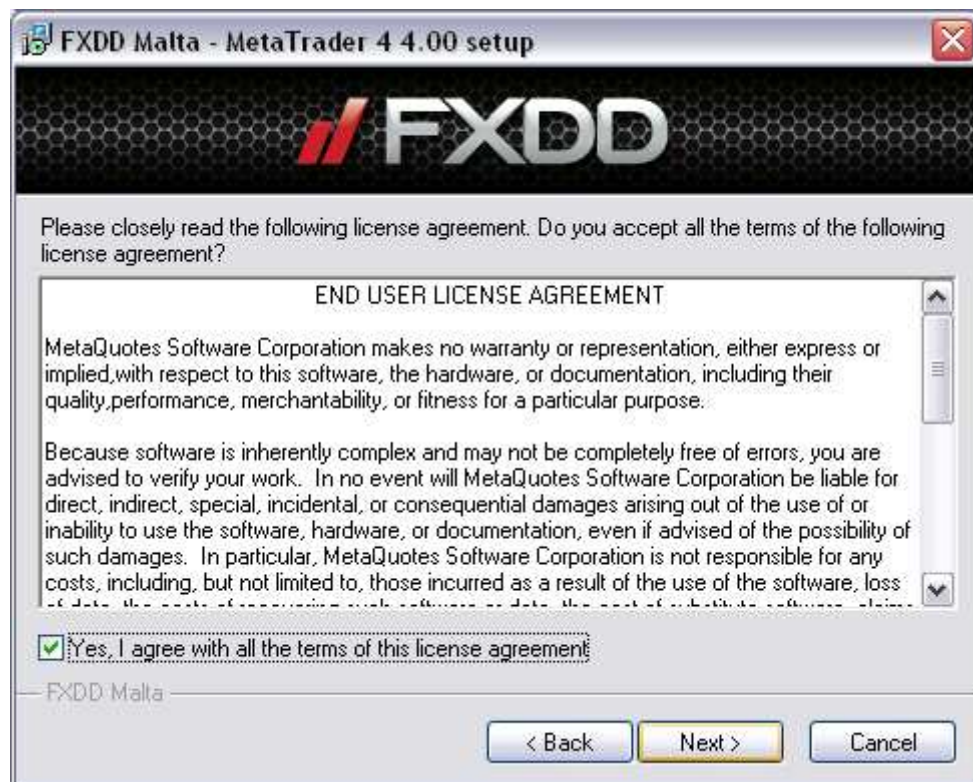 FXDD Malta - MetaTrader 4 4.00 setup
FXDD
Please closely read the following license agreement. Do you accept all the terms of the following
license agreement?
END USER LICENSE AGREEMENT
MetaQuotes Software Corporation makes no warranty or representation, either express or
implied,with respect to this software, the hardware, or documentation, including their
quality,performance, merchantability, or fitness for a particular purpose.
Because software is inherently complex and may not be completely free of errors, you are
advised to verify your work.  In no event will MetaQuotes Software Corporation be liable for
direct, indirect, special, incidental, or consequential damages arising out of the use of or
inability to use the software, hardware, or documentation, even if advised of the possibility of
such damages.  In particular, MetaQuotes Software Corporation is not responsible for any
costs, including, but not limited to, those incurred as a result of the use of the software, loss
Yes, I agree with all the terms of this license agreement
FXDD Malta
< Back
Next >
Cancel